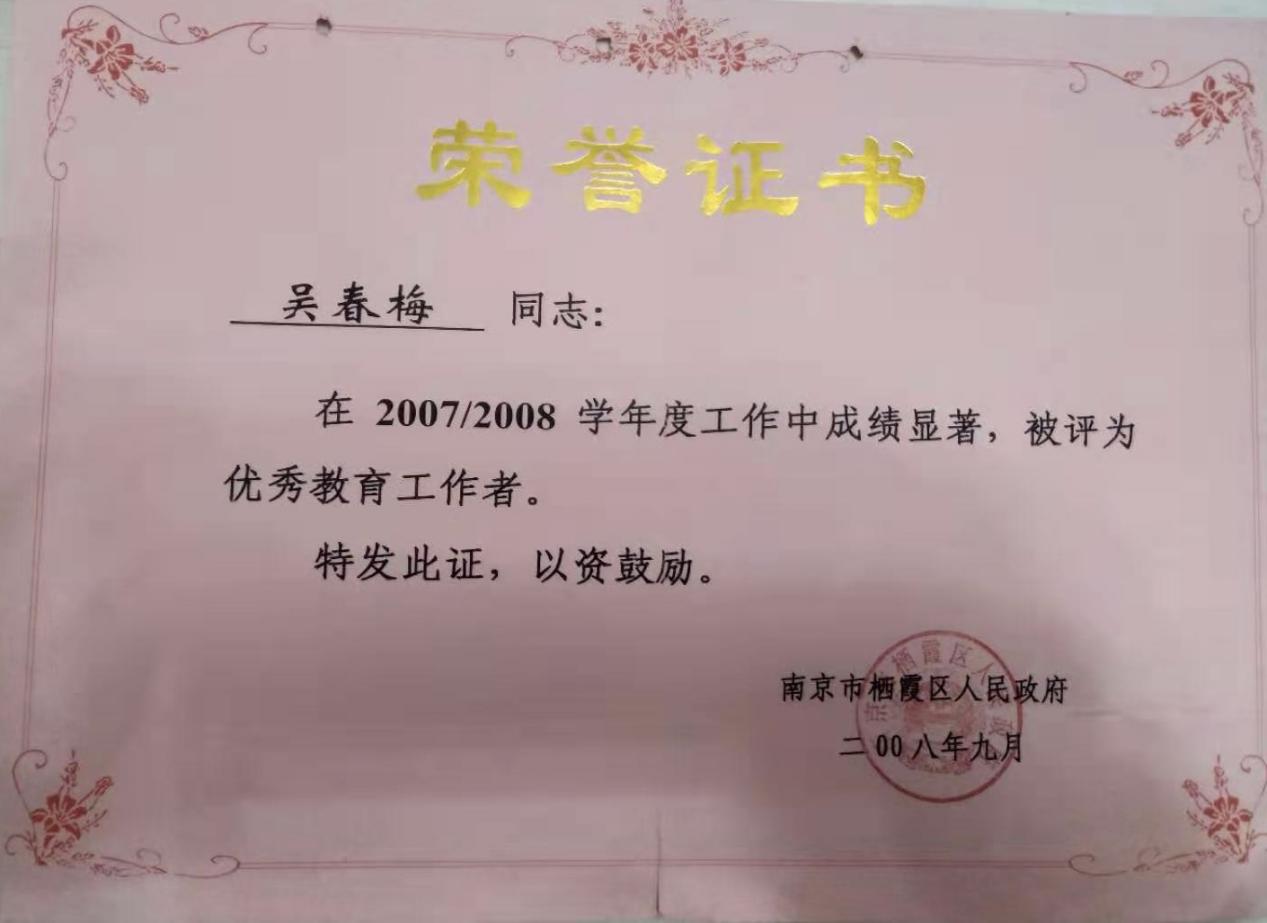 荣誉证书
吴春梅 同志：
在 2007/2008 学年度工作中成绩显著，被评为
优秀教育工作者。
特发此证，以资鼓励。
南京市栖霞区人民政府
二00八年九月